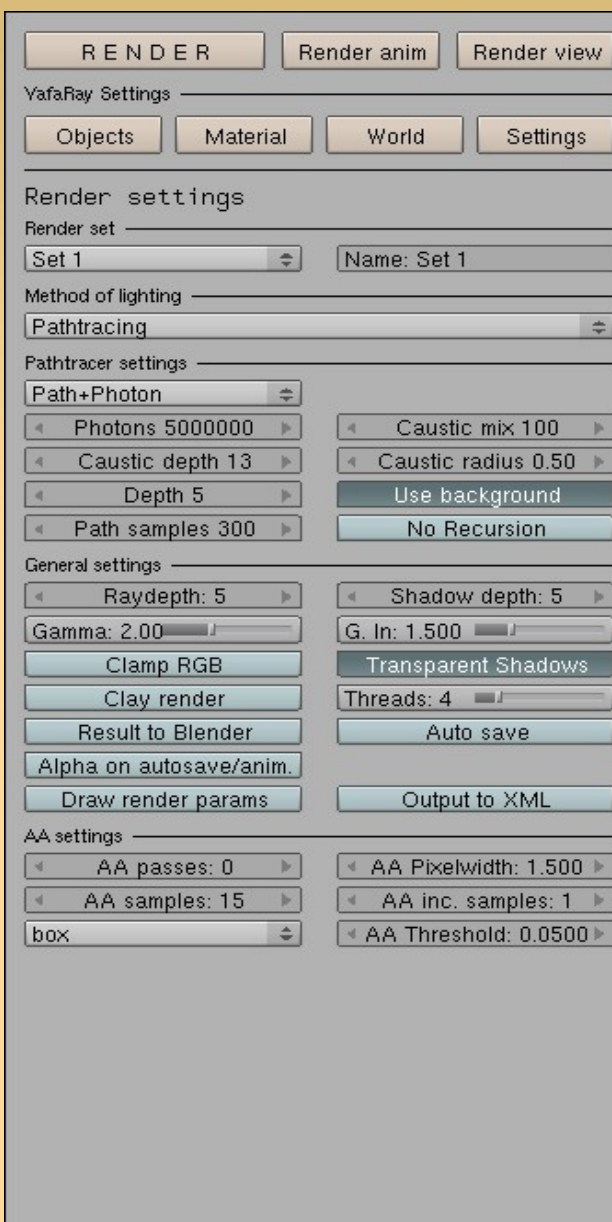 RENDER Render anim Render view
YafaRay Settings
Objects Material World Settings
Render settings
Render set
Set 1 Name: Set 1
Method of lighting
Pathtracing
Pathtracer settings
Path+Photon
Photons 5000000 Caustic mix 100
Caustic depth 13 Caustic radius 0.50
Depth 5 Use background
Path samples 300 No Recursion
General settings
Raydepth: 5 Shadow depth: 5
Gamma: 2.00 G. In: 1.500
Clamp RGB Transparent Shadows
Clay render Threads: 4
Result to Blender Auto save
Alpha on autosave/anim.
Draw render params Output to XML
AA settings
AA passes: 0 AA Pixelwidth: 1.500
AA samples: 15 AA inc. samples: 1
box AA Threshold: 0.0500